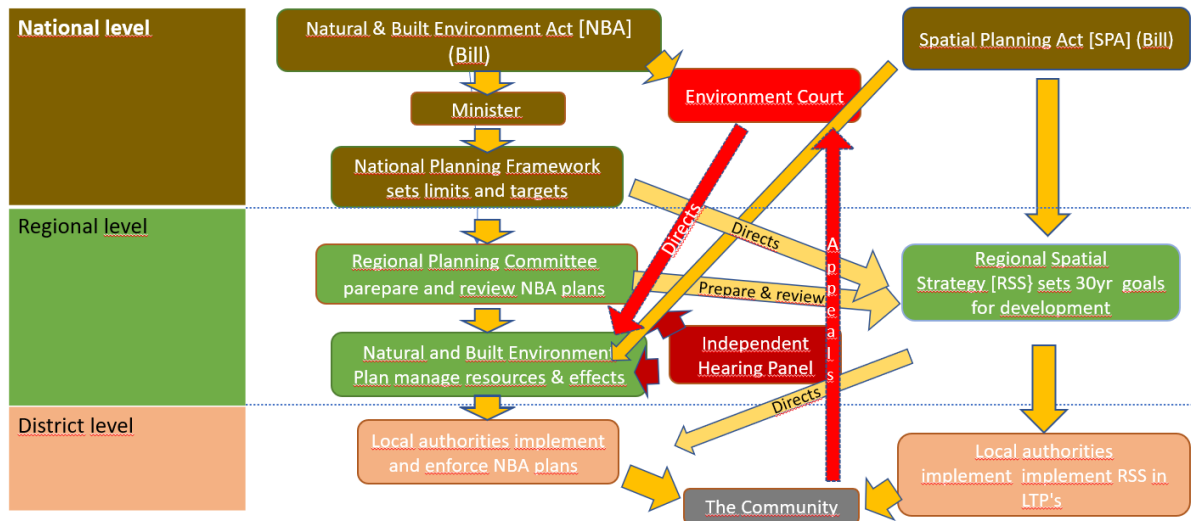 National level
Natural & Built Environment Act [NBA]
(Bill)
Spatial Planning Act [SPA] (Bill)
Environment Court
Minister
National Planning Framework
sets limits and targets
Regional level
Directs
Directs
Appeals
Regional Planning Committee
parepare and review NBA plans
Prepare & review
Regional Spatial
Strategy [RSS} sets 30yr goals
for development
Natural and Built Environment
Plan manage resources & effects
Independent
Hearing Panel
Directs
District level
Local authorities implement
and enforce NBA plans
Local authorities
implement implement RSS in
LTP's
The Community